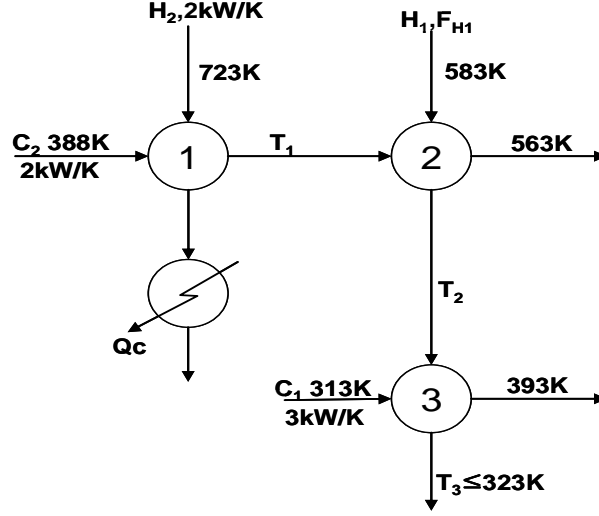 H₂,2kW/K
H₁,F_H1
723K
583K
C₂ 388K
2kW/K
1
T₁
2
563K
T₂
Qc
C₁ 313K
3kW/K
3
393K
T₃≤323K